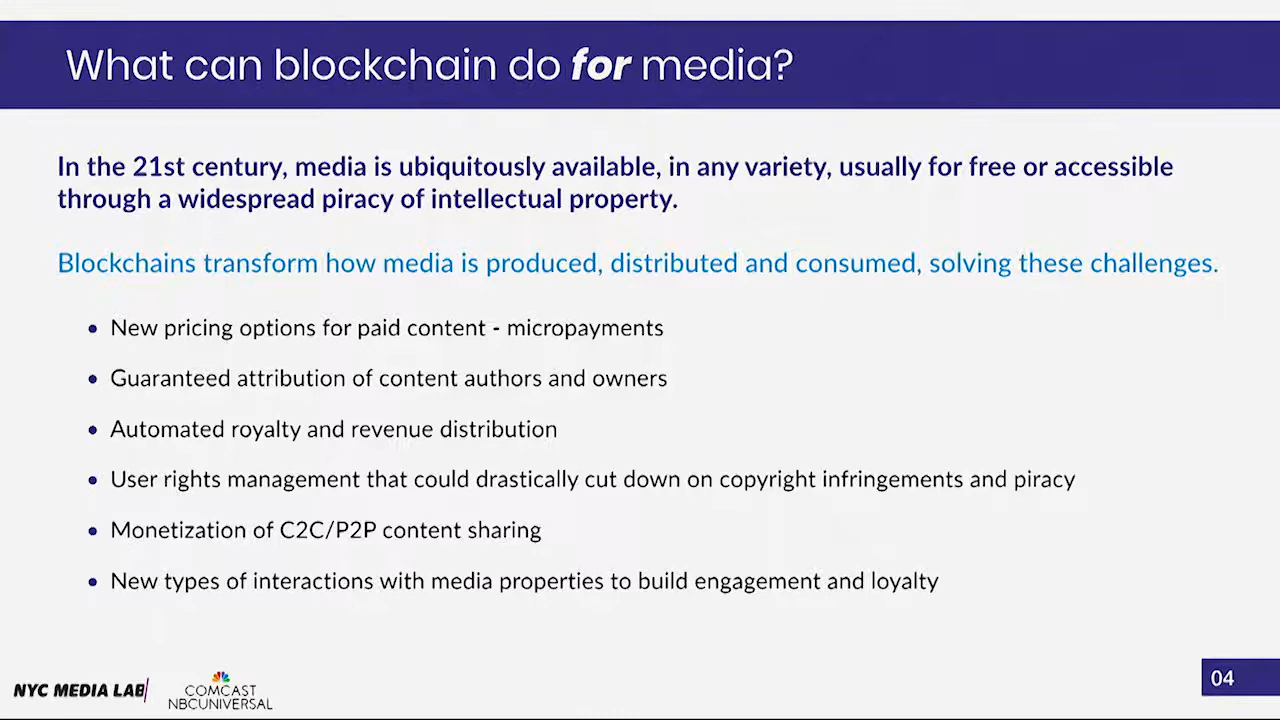 What can blockchain do for media?
In the 21st century, media is ubiquitously available, in any variety, usually for free or accessible
through a widespread piracy of intellectual property.
Blockchains transform how media is produced, distributed and consumed, solving these challenges.
• New pricing options for paid content - micropayments
• Guaranteed attribution of content authors and owners
• Automated royalty and revenue distribution
• User rights management that could drastically cut down on copyright infringements and piracy
• Monetization of C2C/P2P content sharing
• New types of interactions with media properties to build engagement and loyalty
NYC MEDIA LAB
COMCAST
NBCUNIVERSAL
04